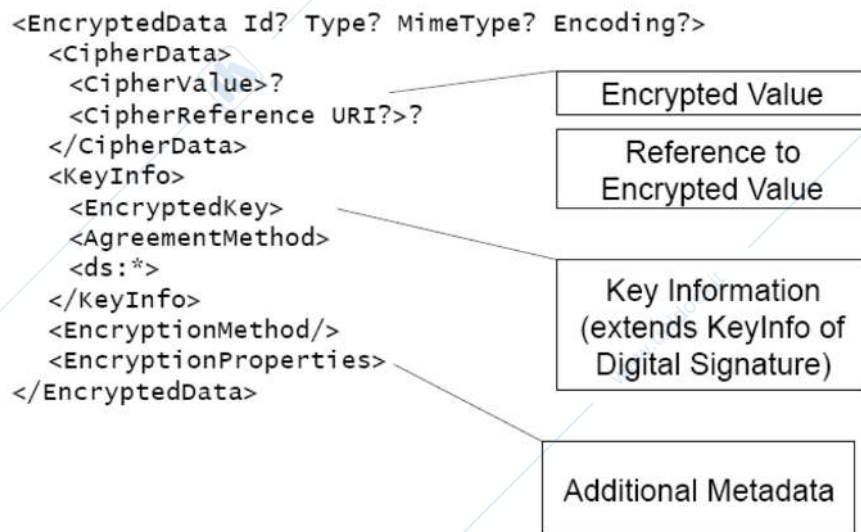 <EncryptedData Id? Type? MimeType? Encoding?>
<CipherData>
<CipherValue>?
<CipherReference URI?>?
</CipherData>
<KeyInfo>
<EncryptedKey>
<AgreementMethod>
<ds:*>
</KeyInfo>
<EncryptionMethod/>
<EncryptionProperties>
</EncryptedData>
Encrypted Value
Reference to
Encrypted Value
Key Information
(extends KeyInfo of
Digital Signature)
Additional Metadata